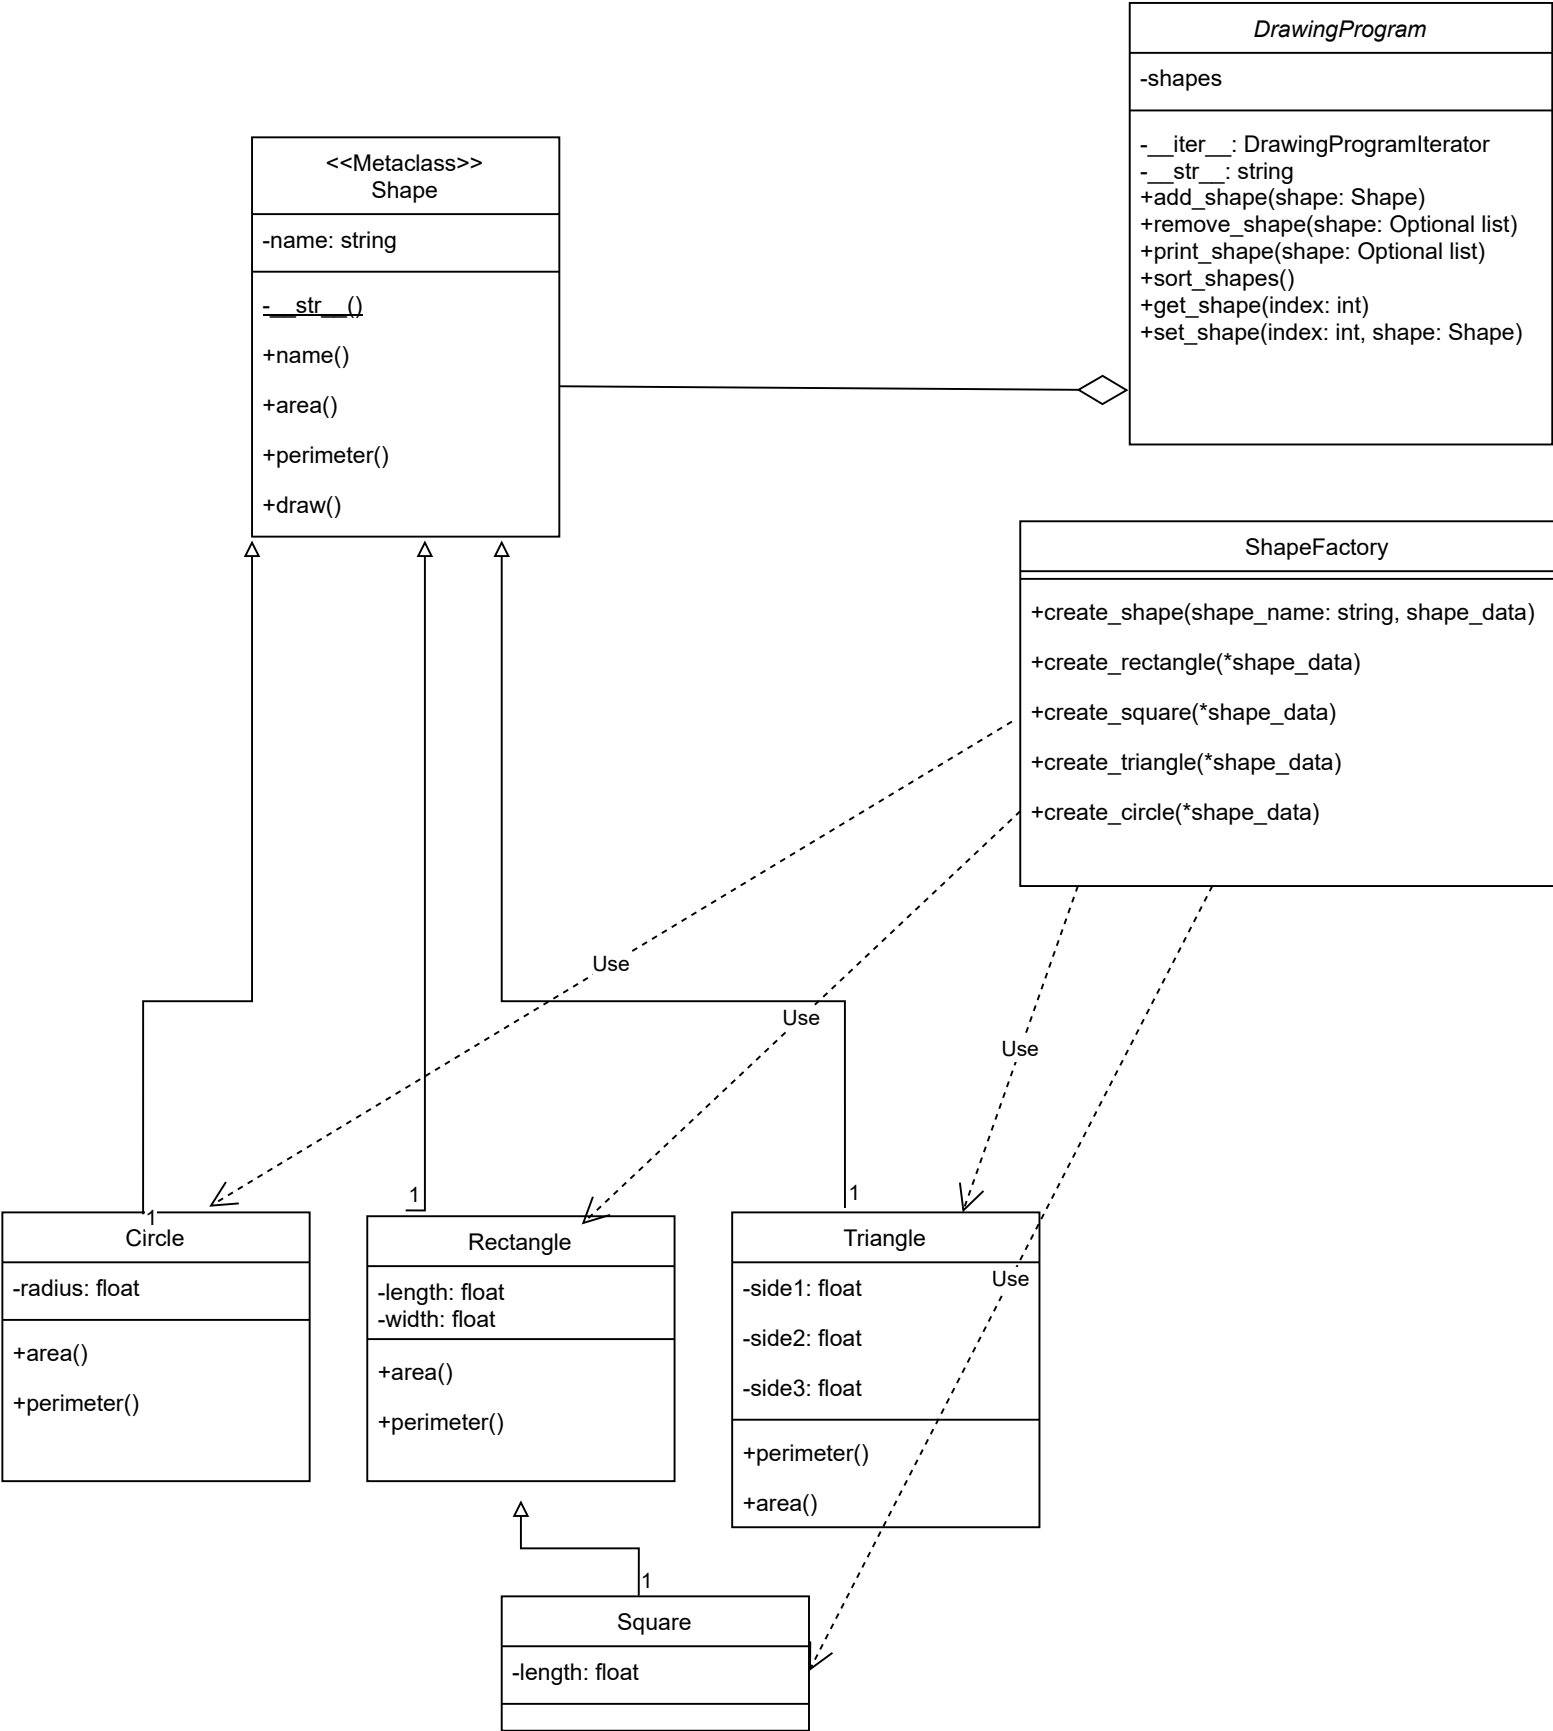 DrawingProgram
-shapes
-__iter__: DrawingProgramIterator
-__str__: string
+add_shape(shape: Shape)
+remove_shape(shape: Optional list)
+print_shape(shape: Optional list)
+sort_shapes()
+get_shape(index: int)
+set_shape(index: int, shape: Shape)
<<Metaclass>>
Shape
-name: string
-__str__()
+name()
+area()
+perimeter()
+draw()
ShapeFactory
+create_shape(shape_name: string, shape_data)
+create_rectangle(*shape_data)
+create_square(*shape_data)
+create_triangle(*shape_data)
+create_circle(*shape_data)
Use
Use
Use
Use
1
Circle
-radius: float
+area()
+perimeter()
1
Rectangle
-length: float
-width: float
+area()
+perimeter()
1
Triangle
-side1: float
-side2: float
-side3: float
+perimeter()
+area()
1
Square
-length: float